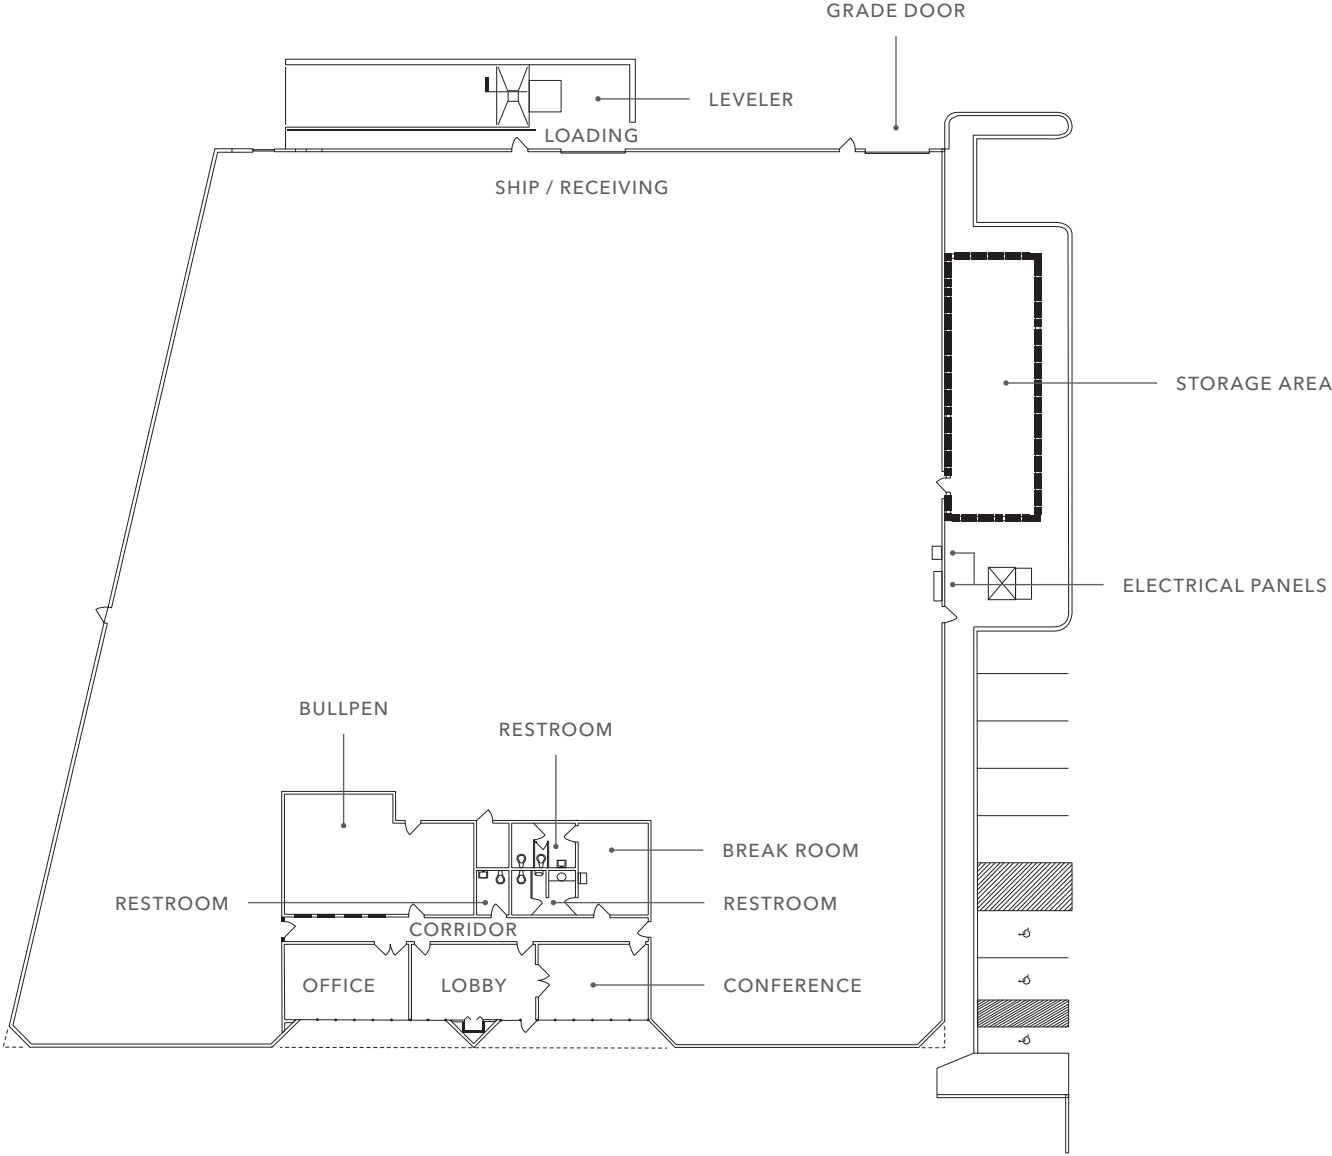 GRADE DOOR
LEVELER
LOADING
SHIP / RECEIVING
STORAGE AREA
ELECTRICAL PANELS
BULLPEN
RESTROOM
BREAK ROOM
RESTROOM
RESTROOM
CORRIDOR
OFFICE
LOBBY
CONFERENCE